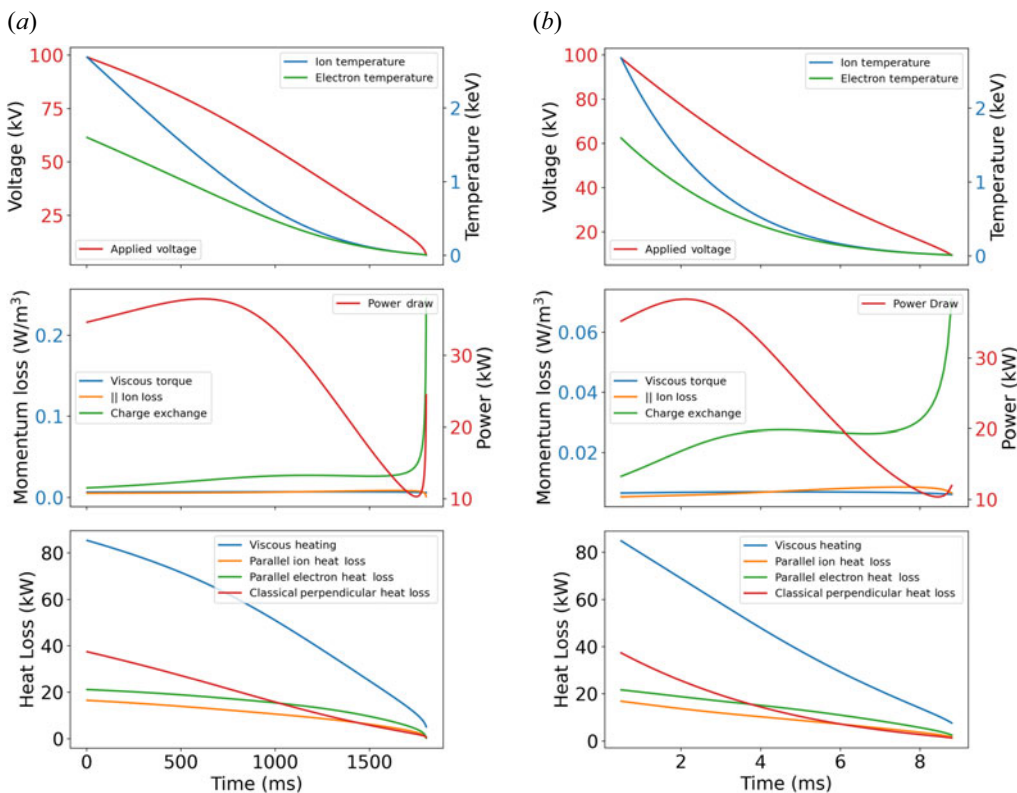 (a)
100
75
50
25
Voltage (kV)
Ion temperature
Electron temperature
Applied voltage
2
1
0
Temperature (keV)
0.2
0.1
0.0
Momentum loss (W/m³)
Power draw
Viscous torque
|| Ion loss
Charge exchange
30
20
10
Power (kW)
80
60
40
20
0
Heat Loss (kW)
Viscous heating
Parallel ion heat loss
Parallel electron heat loss
Classical perpendicular heat loss
0 500 1000 1500
Time (ms)
(b)
100
80
60
40
20
Voltage (kV)
Ion temperature
Electron temperature
Applied voltage
2
1
0
Temperature (keV)
0.06
0.04
0.02
Momentum loss (W/m³)
Power Draw
Viscous torque
|| Ion loss
Charge exchange
30
20
10
Power (kW)
80
60
40
20
0
Heat Loss (kW)
Viscous heating
Parallel ion heat loss
Parallel electron heat loss
Classical perpendicular heat loss
2 4 6 8
Time (ms)